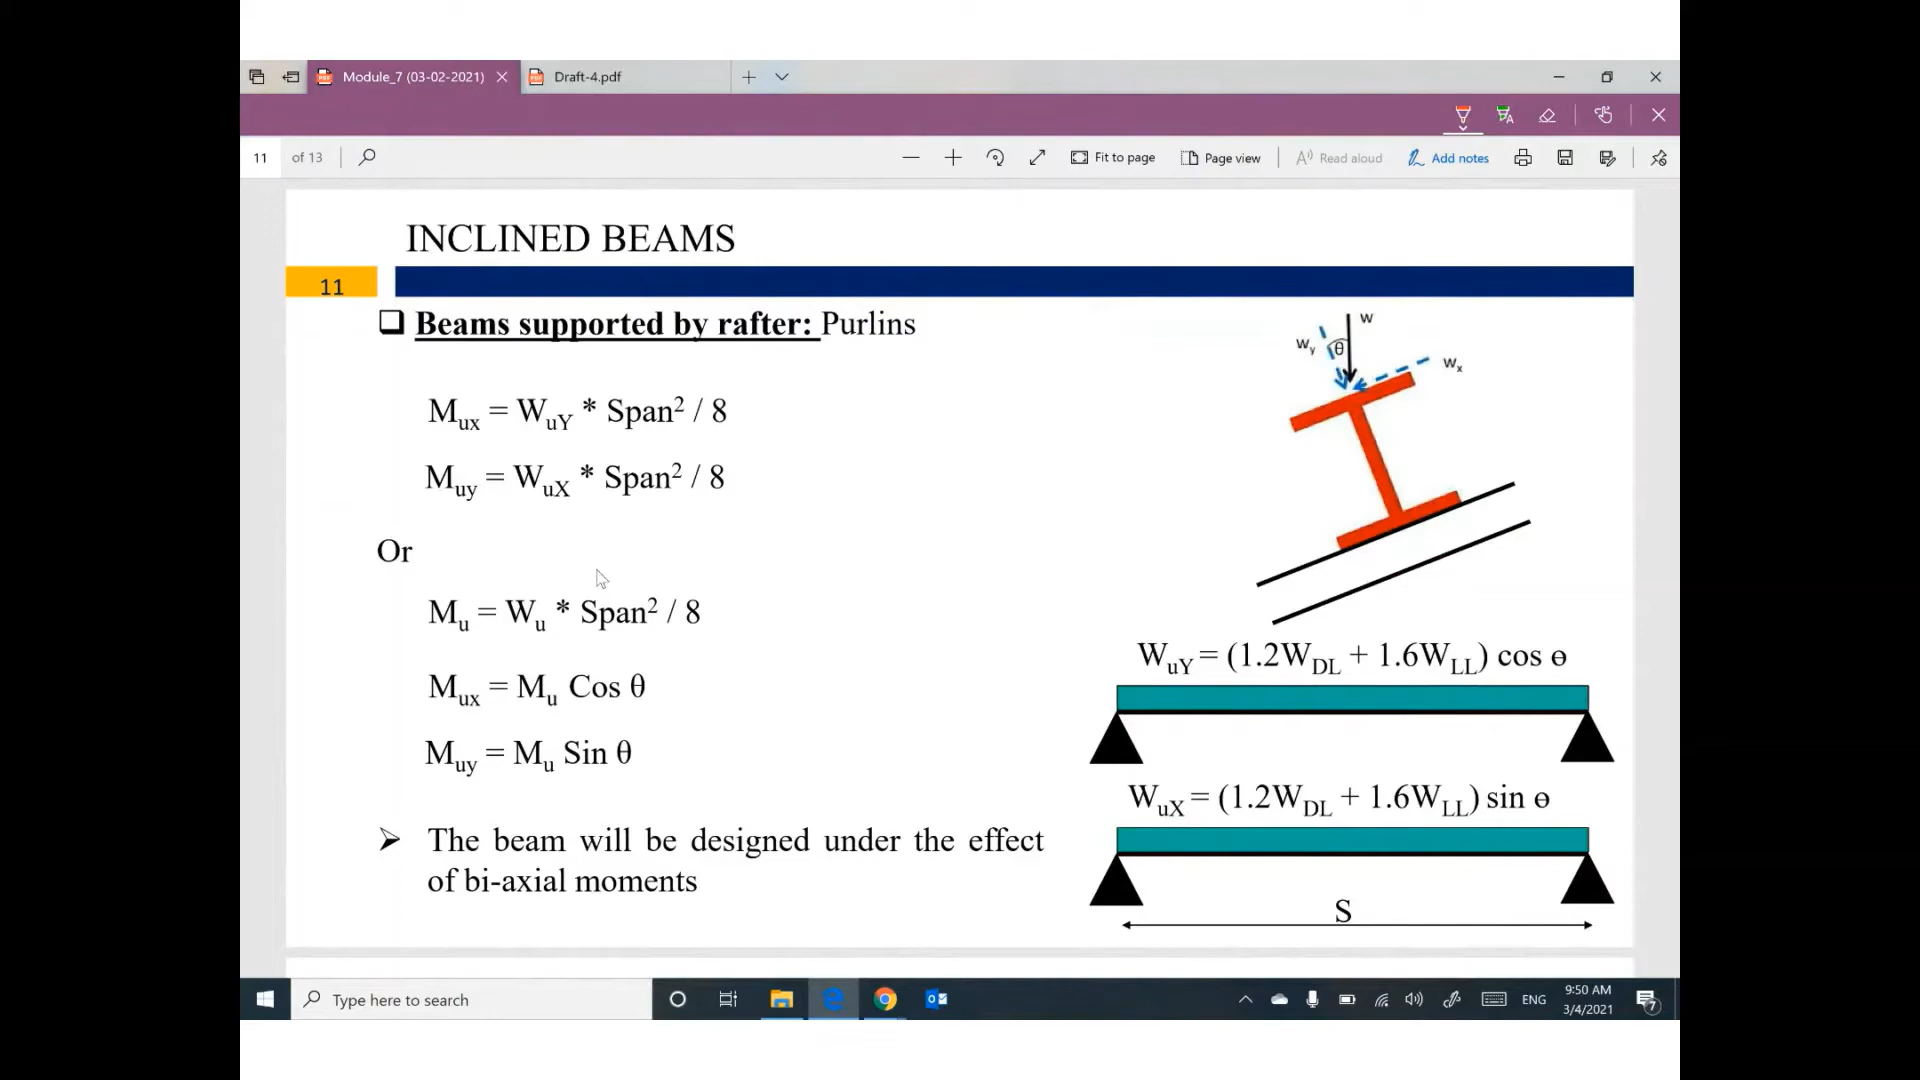 Module_7 (03-02-2021)
Draft-4.pdf
11 of 13
Fit to page
Page view
Read aloud
Add notes
INCLINED BEAMS
11
❑ Beams supported by rafter: Purlins
w
wy
θ
wx
Mux = WuY * Span² / 8
Muy = WuX * Span² / 8
Or
Mu = Wu * Span² / 8
Mux = Mu Cos θ
Muy = Mu Sin θ
➢ The beam will be designed under the effect
of bi-axial moments
WuY = (1.2WDL + 1.6WLL) cos ɵ
WuX = (1.2WDL + 1.6WLL) sin ɵ
S
Type here to search
ENG
9:50 AM
3/4/2021
7